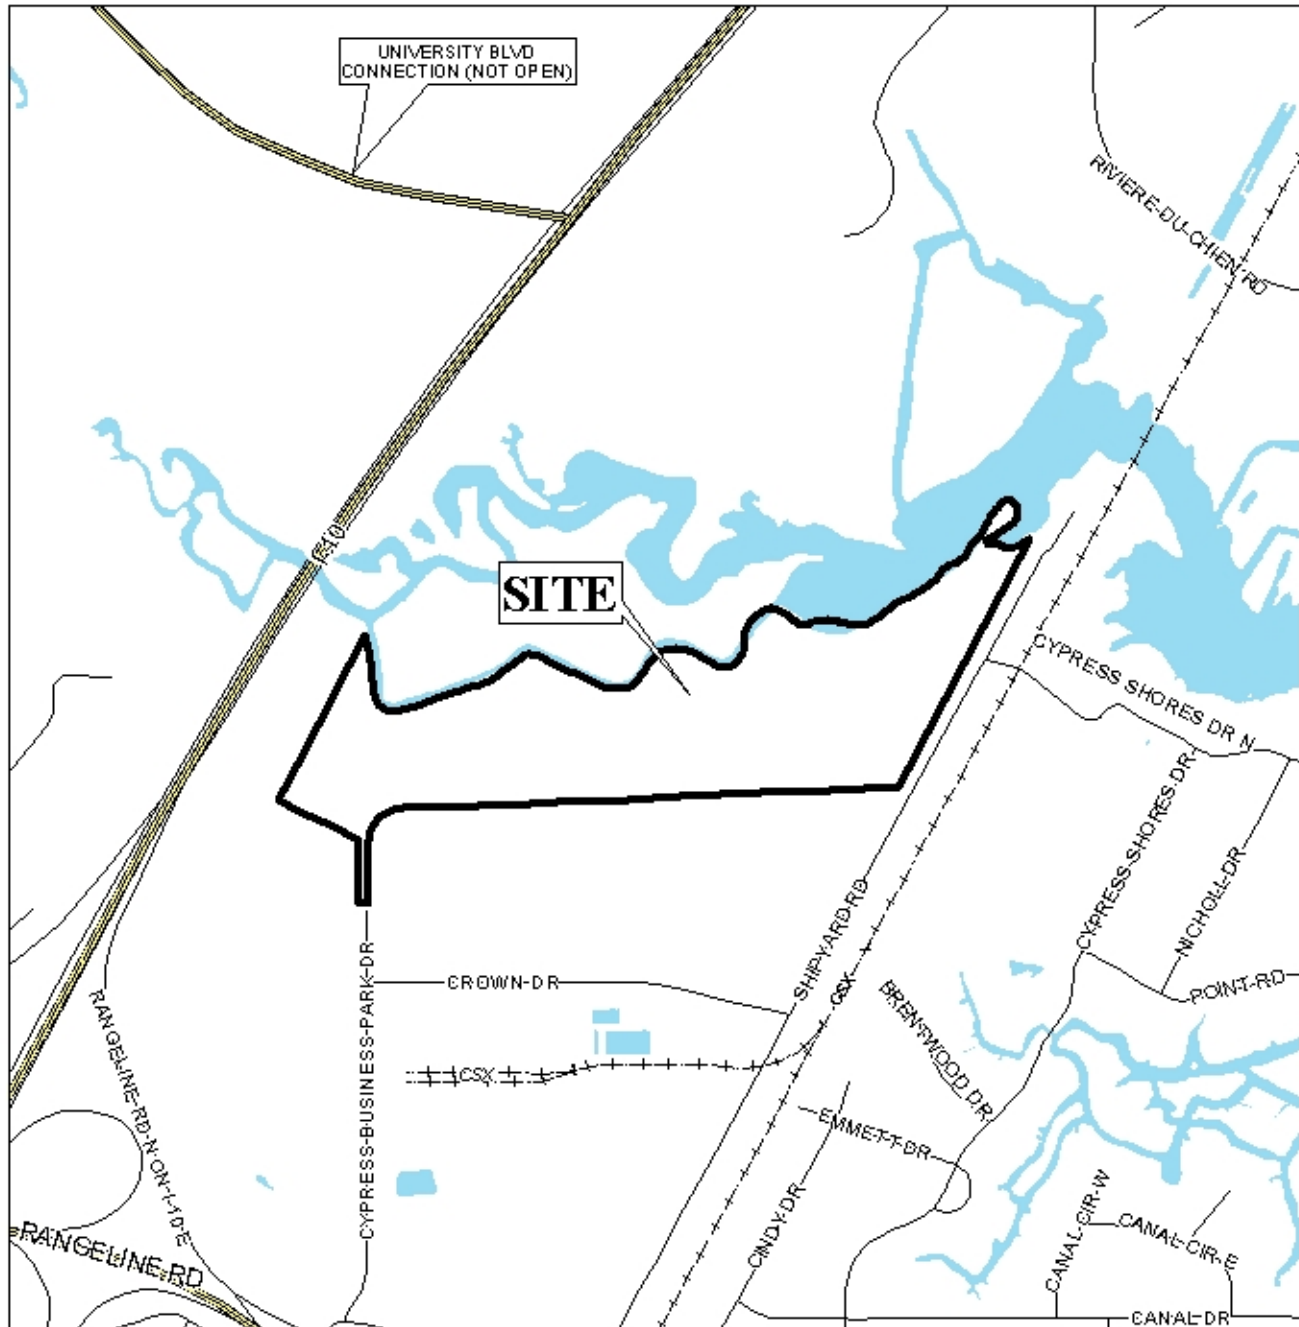 UNIVERSITY BLVD
CONNECTION (NOT OPEN)
RIVIERE-DU-CHIEN-RD
I-10
SITE
CYPRESS SHORES DR N
CYPRESS-SHORES-DR
NICHOLL-DR
SHIPYARD-RD
CSX
POINT-RD
CROWN-DR
BRENTWOOD DR
CSX
CYPRESS-BUSINESS-PARK-DR
RANGELINE-RD-N-ON-I-10-E
EMMETT-DR
CINDY-DR
CANAL-CIR-W
CANAL-CIR-E
RANGELINE-RD
CANAL-DR